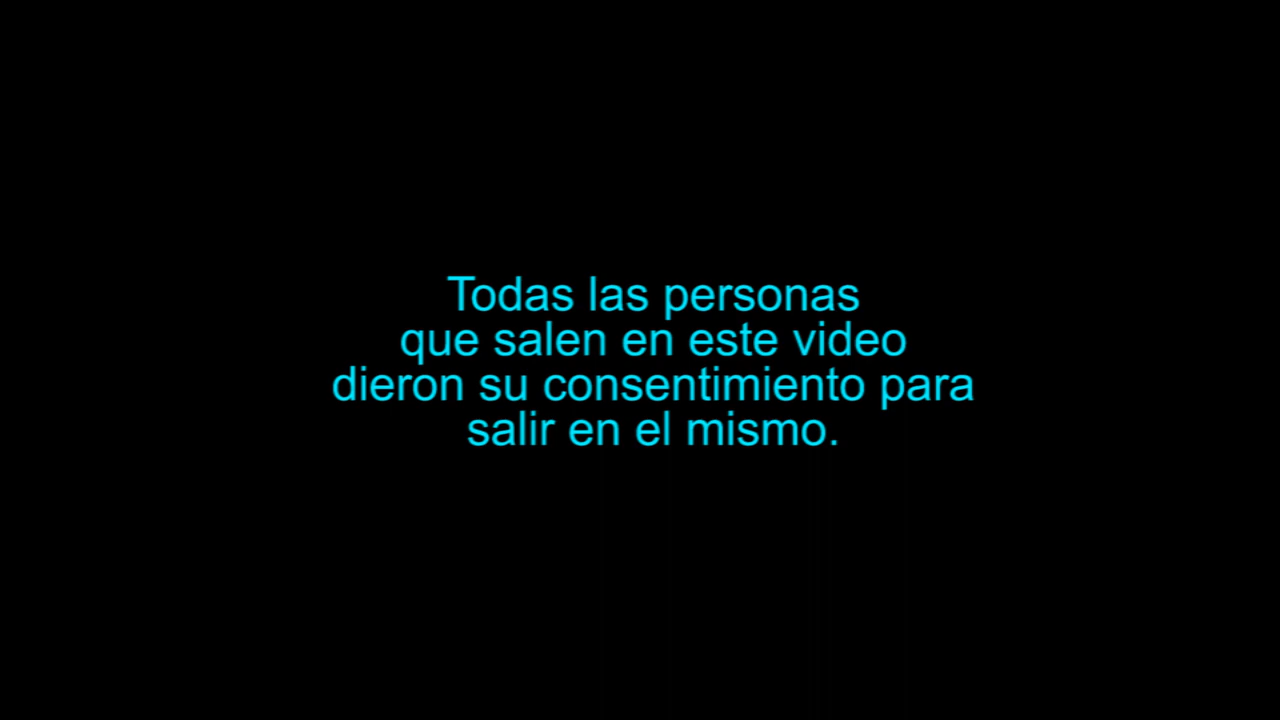 Todas las personas
que salen en este video
dieron su consentimiento para
salir en el mismo.